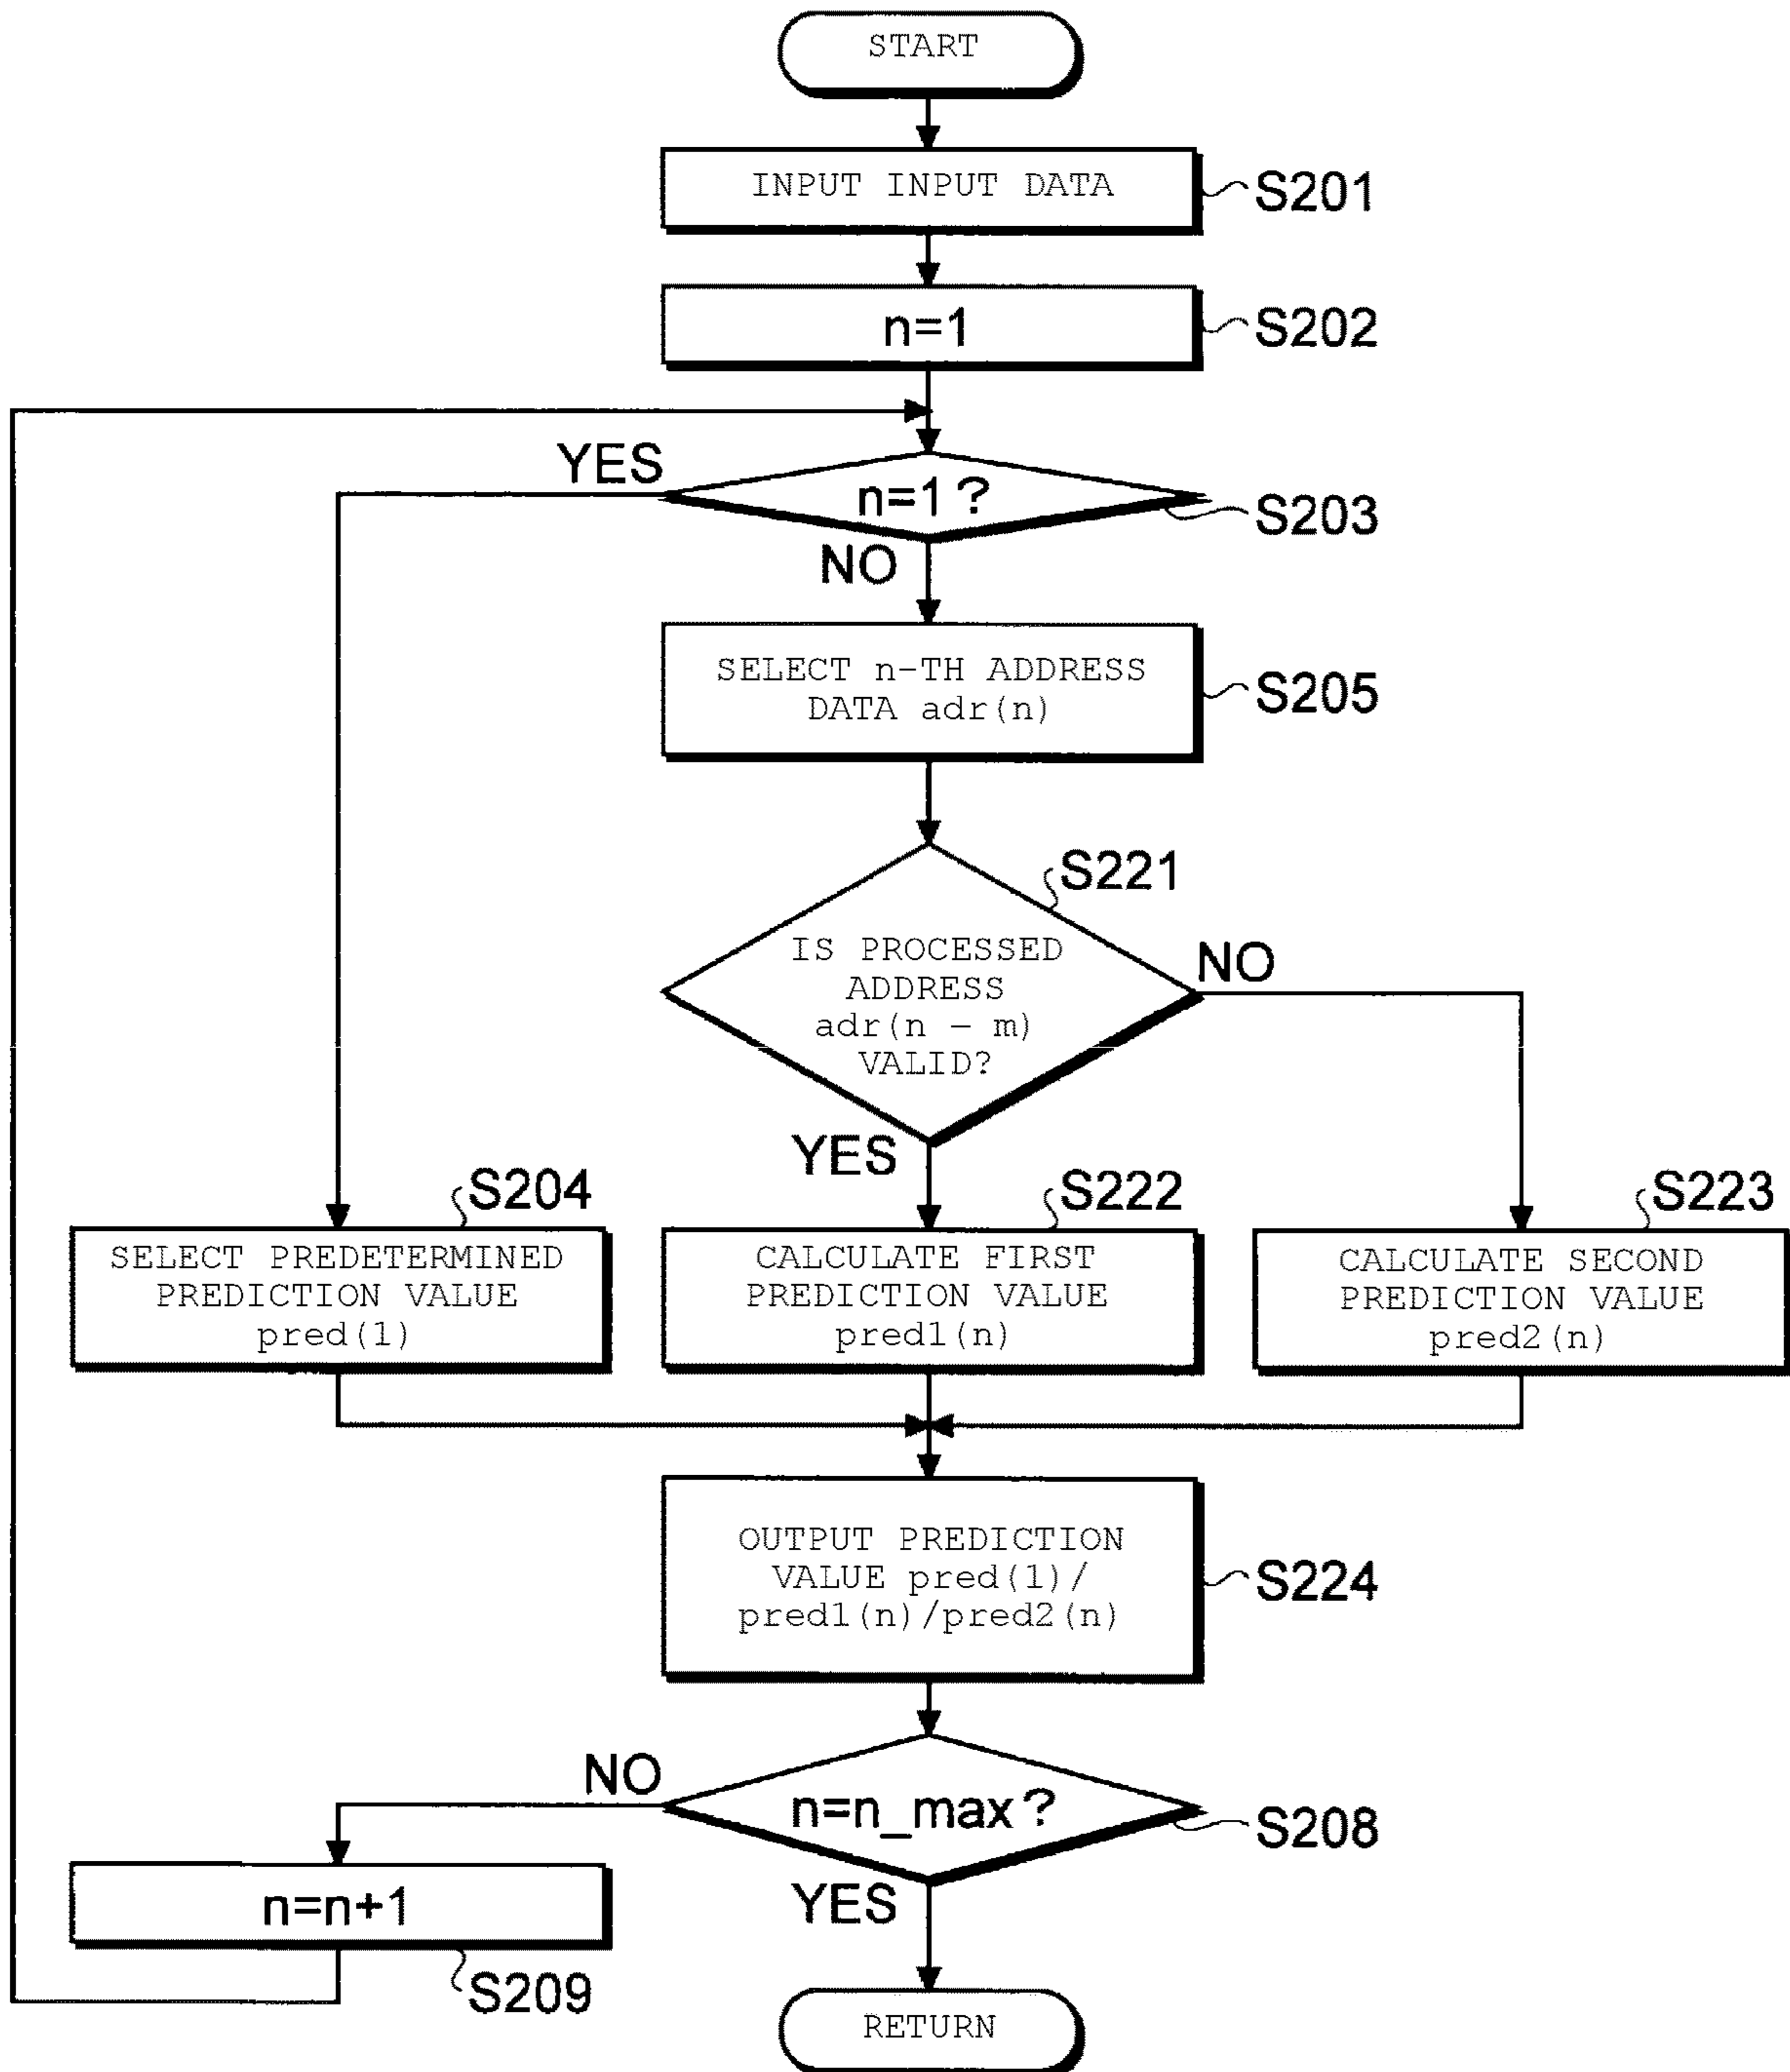 START
INPUT INPUT DATA
S201
n=1
S202
YES
n=1?
S203
NO
SELECT n-TH ADDRESS
DATA adr(n)
S205
S221
IS PROCESSED
ADDRESS
adr(n - m)
VALID?
NO
YES
S204
S222
S223
SELECT PREDETERMINED
PREDICTION VALUE
pred(1)
CALCULATE FIRST
PREDICTION VALUE
pred1(n)
CALCULATE SECOND
PREDICTION VALUE
pred2(n)
OUTPUT PREDICTION
VALUE pred(1)/
pred1(n)/pred2(n)
S224
NO
n=n_max?
S208
YES
n=n+1
S209
RETURN